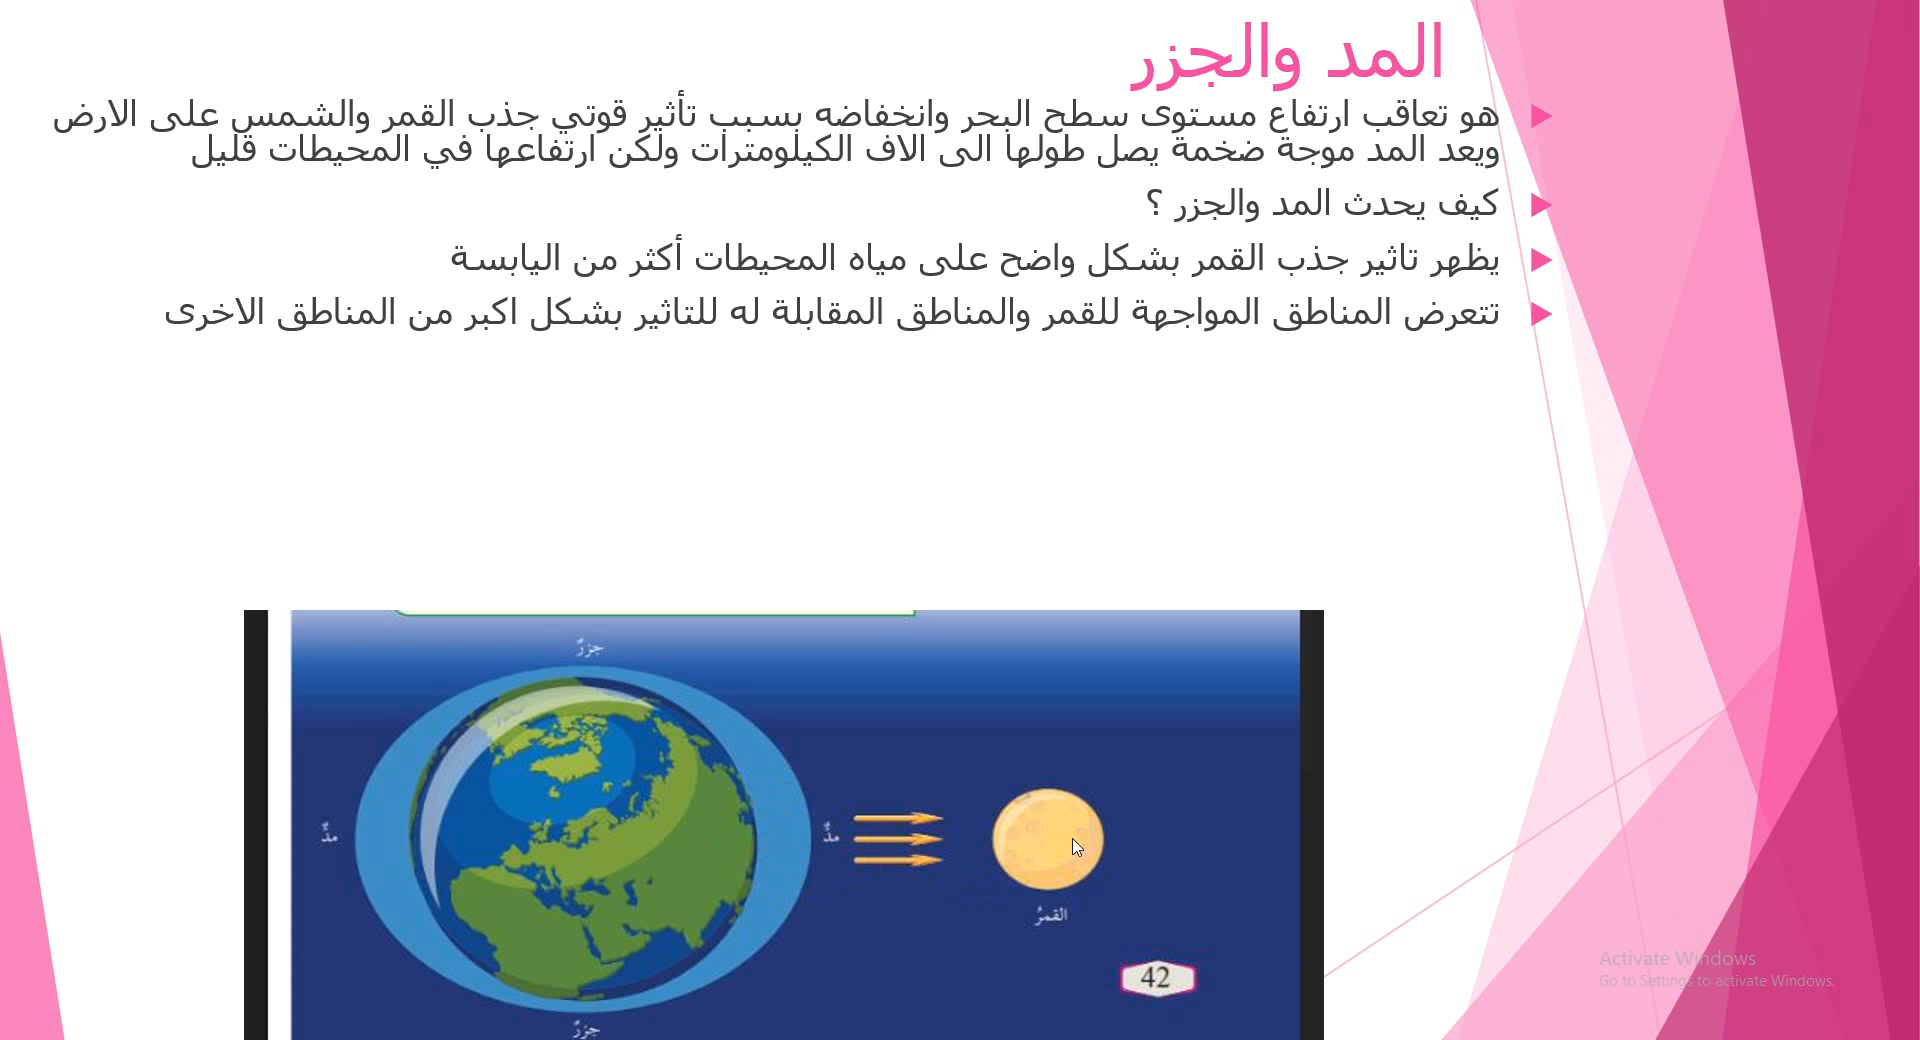 المد والجزر
هو تعاقب ارتفاع مستوى سطح البحر وانخفاضه بسبب تأثير قوتي جذب القمر والشمس على الارض
ويعد المد موجة ضخمة يصل طولها الى الاف الكيلومترات ولكن ارتفاعها في المحيطات قليل
كيف يحدث المد والجزر ؟
يظهر تاثير جذب القمر بشكل واضح على مياه المحيطات أكثر من اليابسة
تتعرض المناطق المواجهة للقمر والمناطق المقابلة له للتاثير بشكل اكبر من المناطق الاخرى
جزرٌ
مدٌّ
مدٌّ
القمرُ
42
جزرٌ
Activate Windows
Go to Settings to activate Windows.